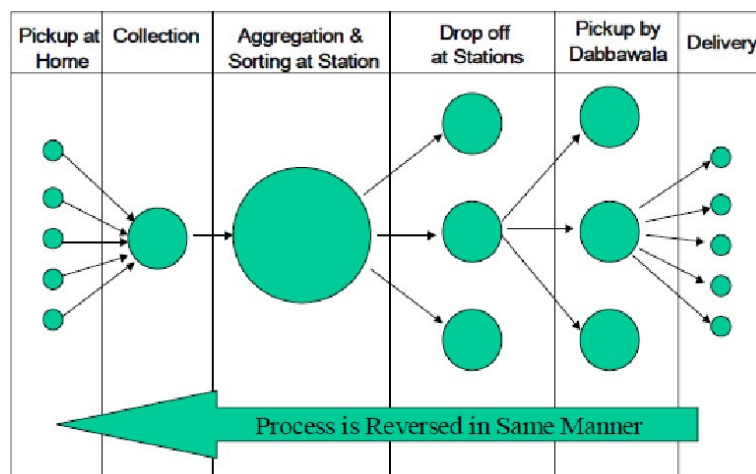 Pickup at
Home
Collection
Aggregation &
Sorting at Station
Drop off
at Stations
Pickup by
Dabbawala
Delivery
Process is Reversed in Same Manner